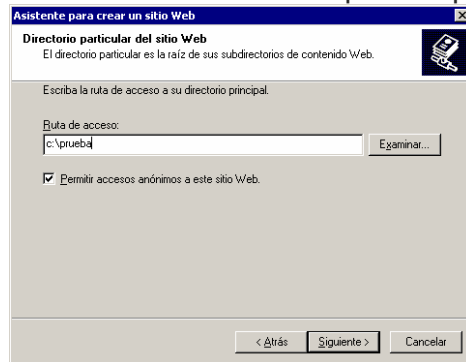 Asistente para crear un sitio Web
Directorio particular del sitio Web
El directorio particular es la raíz de sus subdirectorios de contenido Web.
Escriba la ruta de acceso a su directorio principal.
Ruta de acceso:
c:\prueba
Examinar...
Permitir accesos anónimos a este sitio Web.
< Atrás Siguiente > Cancelar